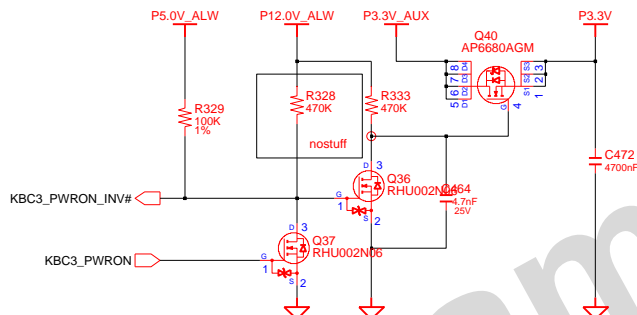 P5.0V_ALW
P12.0V_ALW
P3.3V_AUX
P3.3V
Q40
AP6680AGM
8 D4
7 D3
6 D2
5 D1
S3 3
S2 2
S1 1
G
4
R329
100K
1%
R328
470K
R333
470K
nostuff
D 3
Q36
RHU002N06
G
1
S
2
C464
4.7nF
25V
C472
4700nF
KBC3_PWRON_INV#
D 3
Q37
RHU002N06
G
1
S
2
KBC3_PWRON